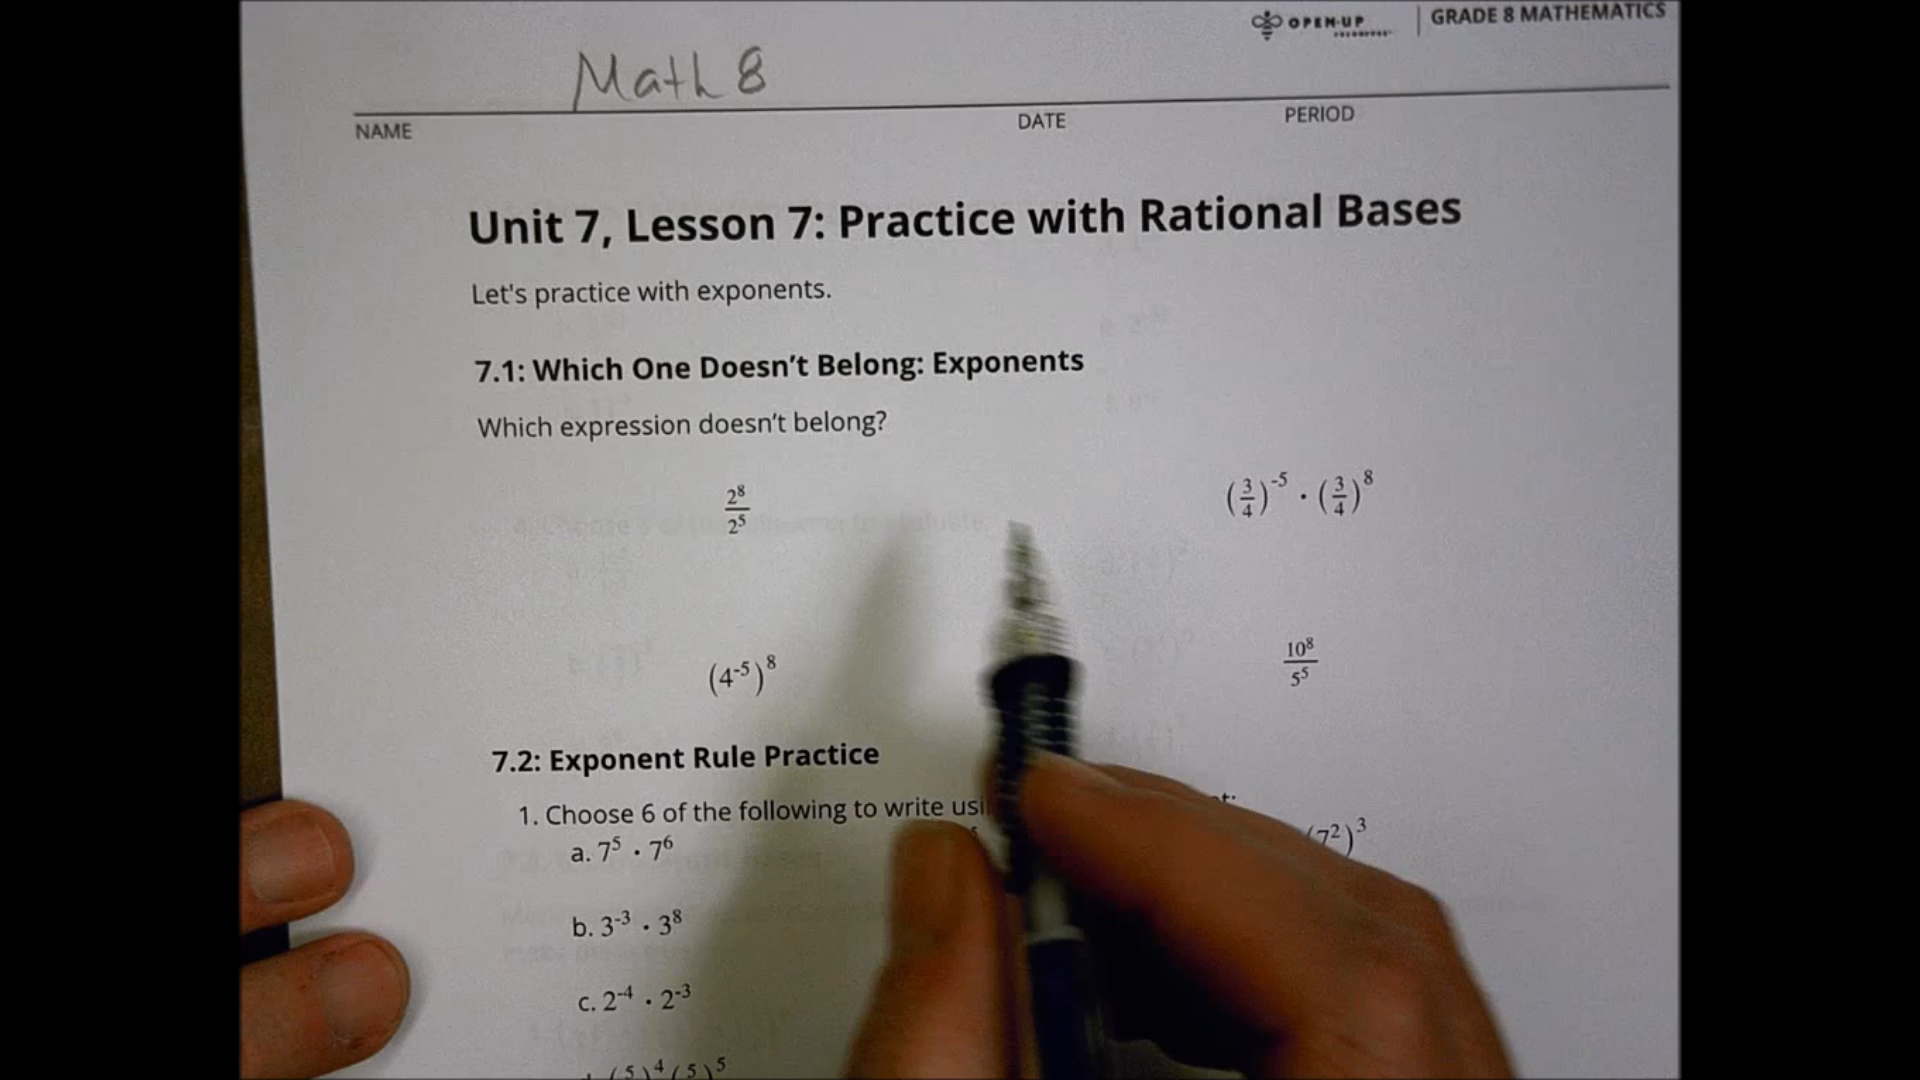 OPEN-UP | GRADE 8 MATHEMATICS
Math 8
NAME DATE PERIOD
Unit 7, Lesson 7: Practice with Rational Bases
Let's practice with exponents.
7.1: Which One Doesn't Belong: Exponents
Which expression doesn't belong?
2⁸/2⁵ (3/4)⁻⁵ · (3/4)⁸
(4⁻⁵)⁸ 10⁸/5⁵
7.2: Exponent Rule Practice
1. Choose 6 of the following to write
a. 7⁵ · 7⁶ (7²)³
b. 3⁻³ · 3⁸
c. 2⁻⁴ · 2⁻³